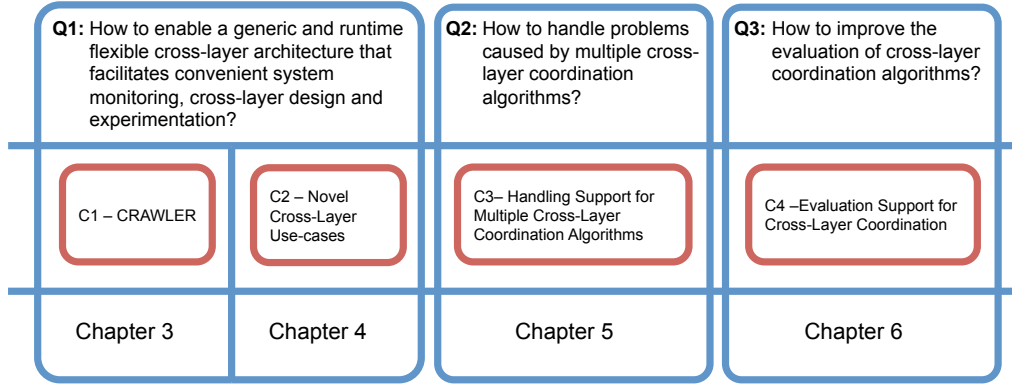 Q1: How to enable a generic and runtime
flexible cross-layer architecture that
facilitates convenient system
monitoring, cross-layer design and
experimentation?
Q2: How to handle problems
caused by multiple cross-
layer coordination
algorithms?
Q3: How to improve the
evaluation of cross-layer
coordination algorithms?
C1 – CRAWLER
C2 – Novel
Cross-Layer
Use-cases
C3– Handling Support for
Multiple Cross-Layer
Coordination Algorithms
C4 –Evaluation Support for
Cross-Layer Coordination
Chapter 3
Chapter 4
Chapter 5
Chapter 6